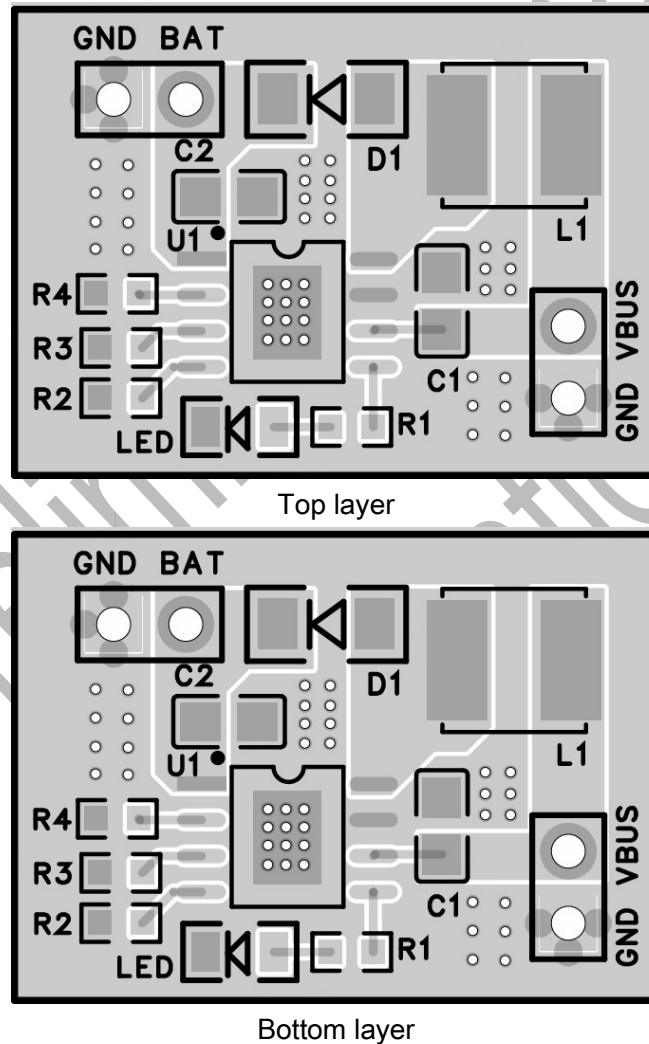 GND BAT
C2
D1
U1
L1
R4
R3
R2
C1
VBUS
GND
LED
R1
Top layer
GND BAT
C2
D1
U1
L1
R4
R3
R2
C1
VBUS
GND
LED
R1
Bottom layer